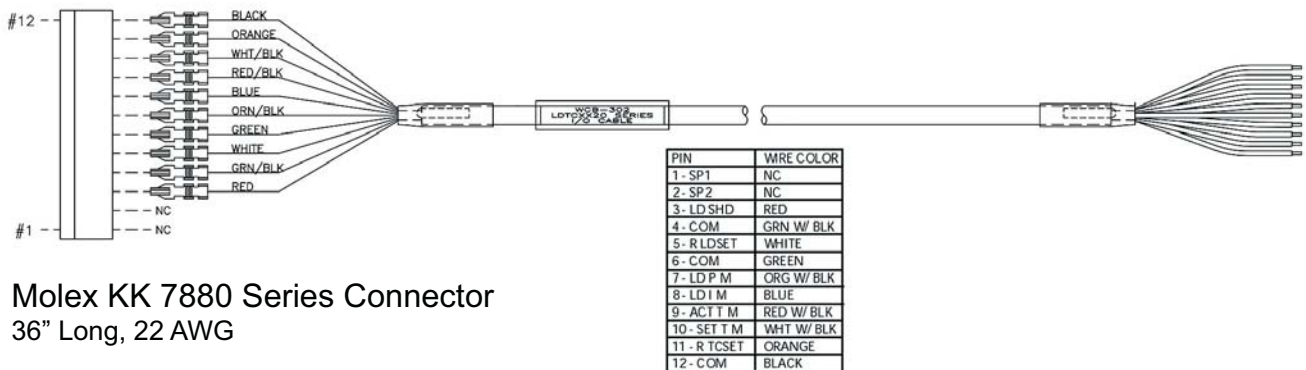 #12
BLACK
ORANGE
WHT/BLK
RED/BLK
BLUE
ORN/BLK
GREEN
WHITE
GRN/BLK
RED
NC
#1
NC
WCB-302
LDTCXX20 SERIES
I/O CABLE
PIN WIRE COLOR
1 - SP1 NC
2 - SP2 NC
3 - LD SHD RED
4 - COM GRN W/ BLK
5 - R LDSET WHITE
6 - COM GREEN
7 - LD P M ORG W/ BLK
8 - LD I M BLUE
9 - ACT T M RED W/ BLK
10 - SET T M WHT W/ BLK
11 - R TCSET ORANGE
12 - COM BLACK
Molex KK 7880 Series Connector
36” Long, 22 AWG